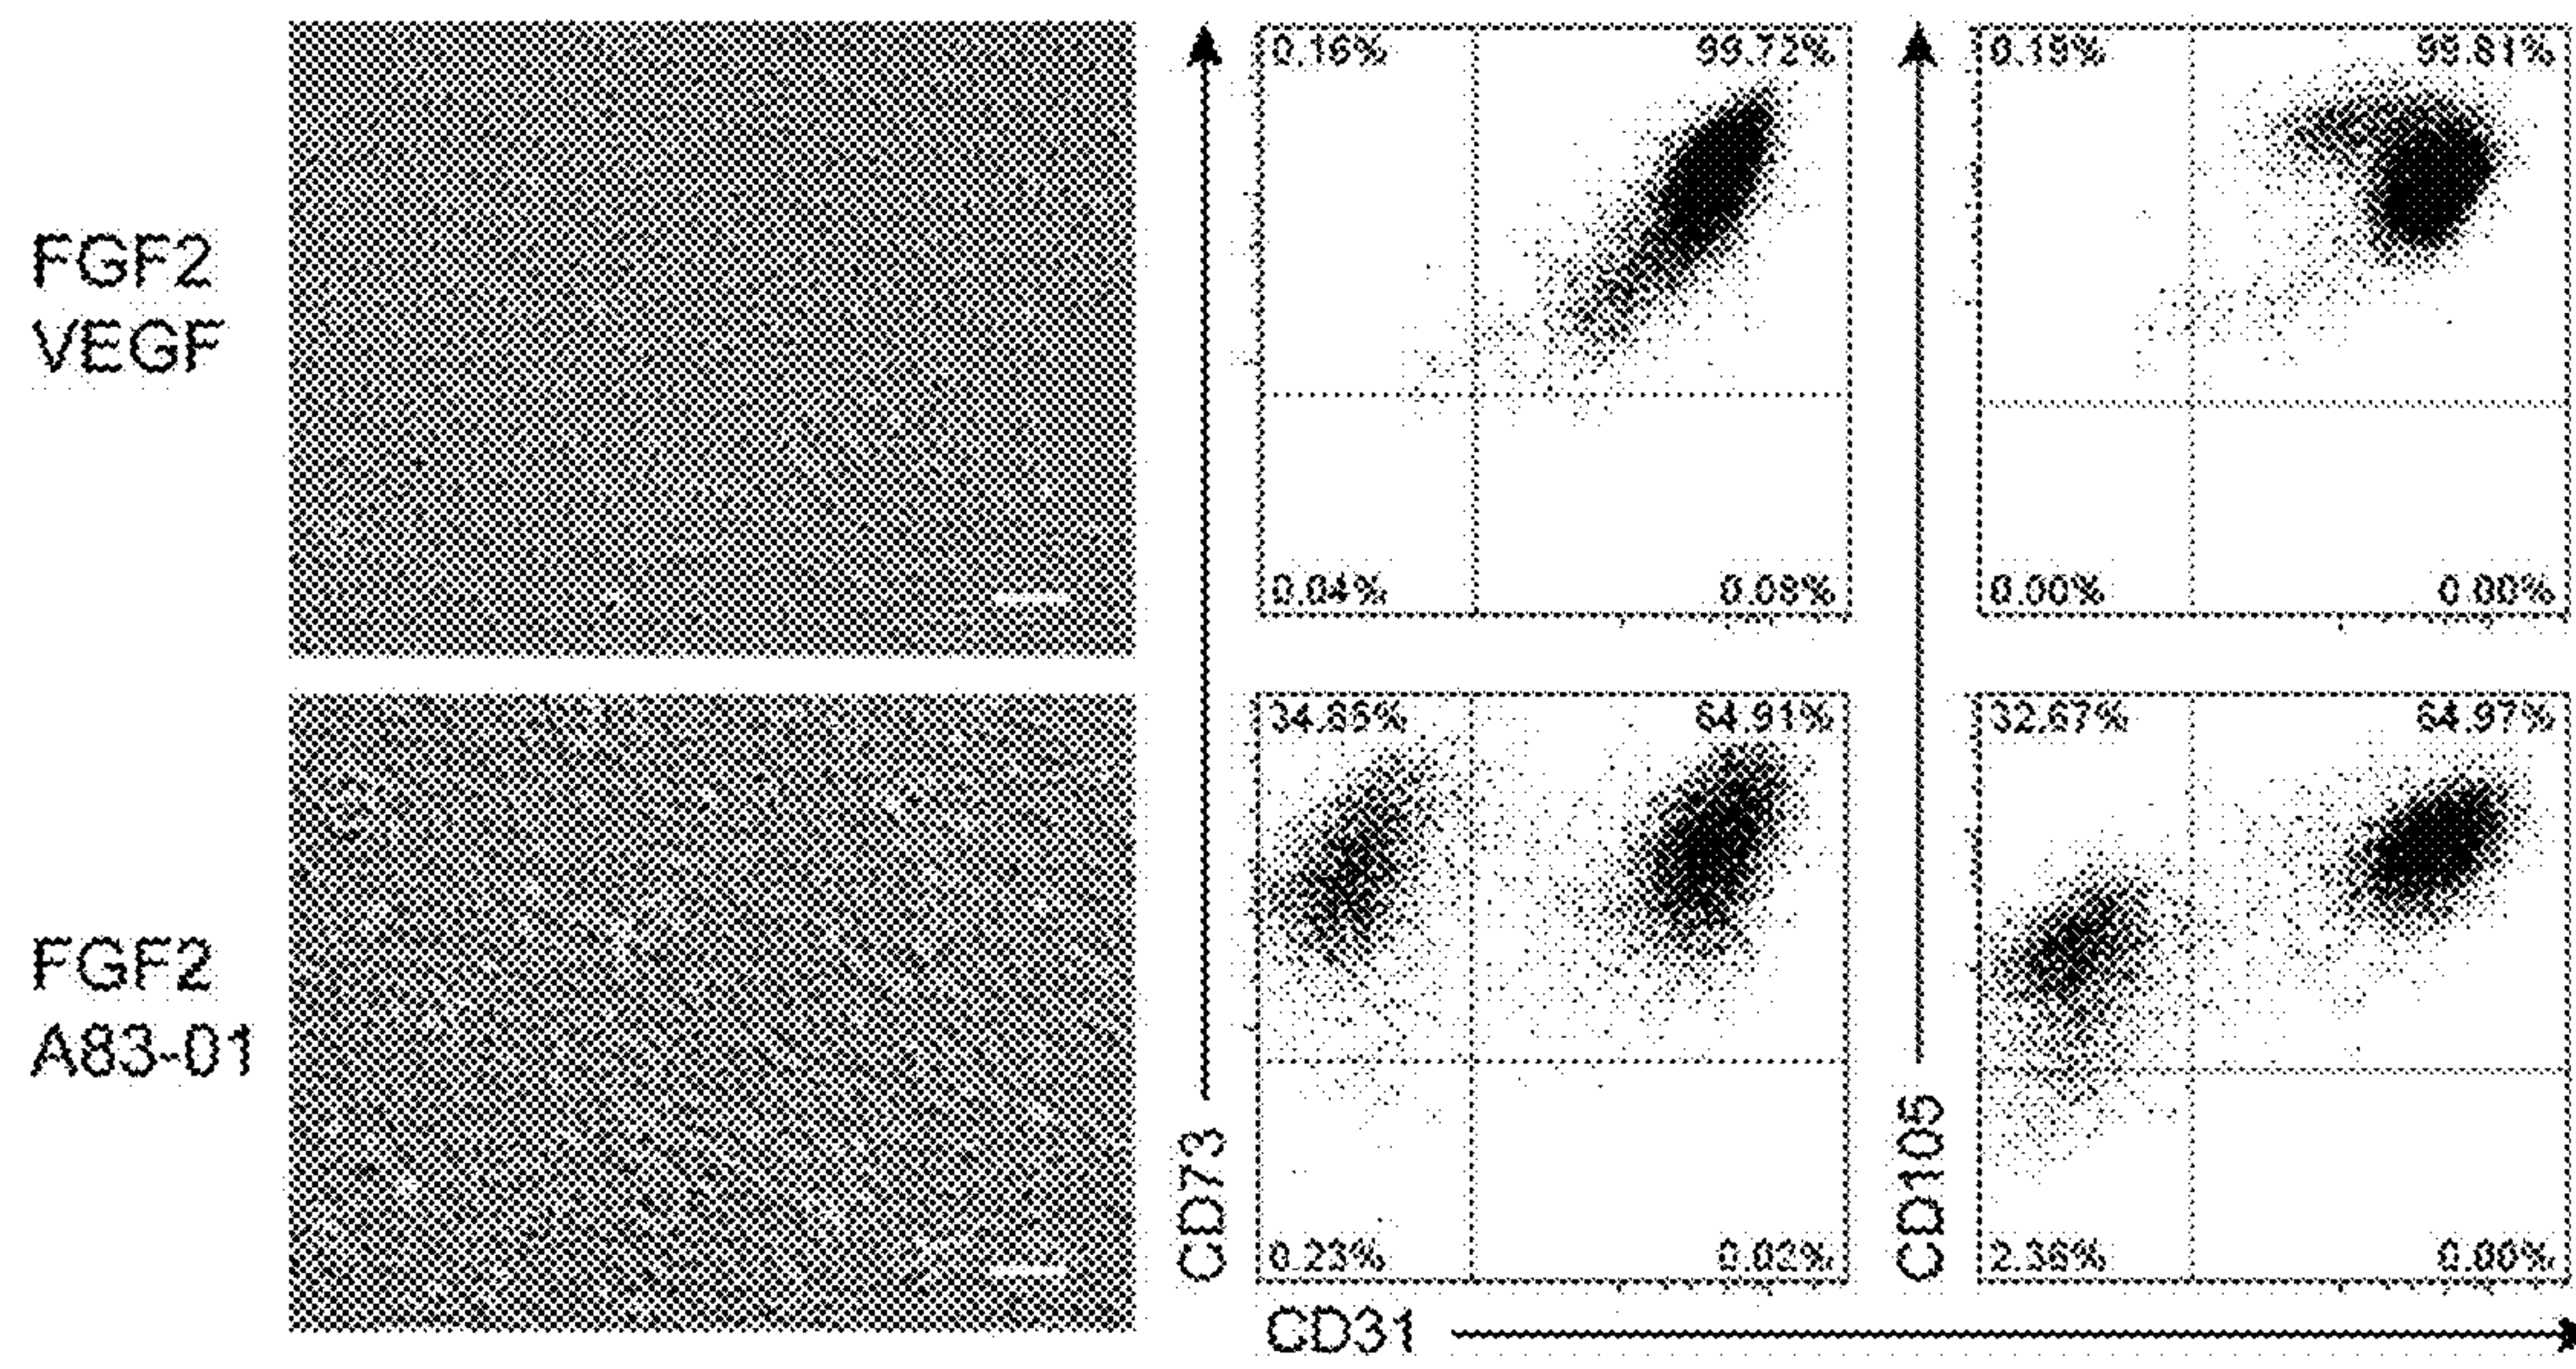 FGF2
VEGF
0.16% 99.72%
0.04% 0.08%
0.19% 99.81%
0.00% 0.00%
FGF2
A83-01
CD73
34.85% 64.91%
0.23% 0.02%
CD105
32.67% 64.97%
2.36% 0.00%
CD31